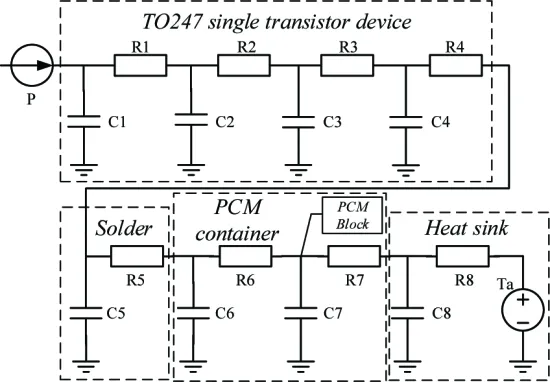 TO247 single transistor device
R1 R2 R3 R4
P
C1 C2 C3 C4
Solder
PCM
container
PCM
Block
Heat sink
R5 R6 R7 R8
Ta
+
−
C5 C6 C7 C8